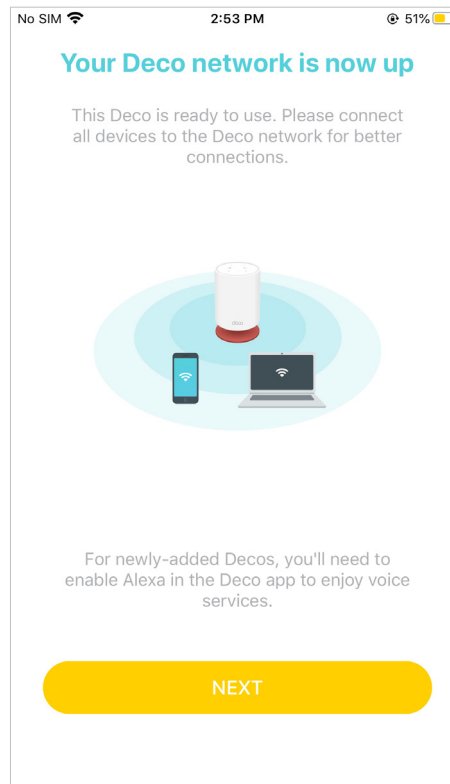 No SIM 2:53 PM 51%
Your Deco network is now up
This Deco is ready to use. Please connect
all devices to the Deco network for better
connections.
deco
For newly-added Decos, you'll need to
enable Alexa in the Deco app to enjoy voice
services.
NEXT